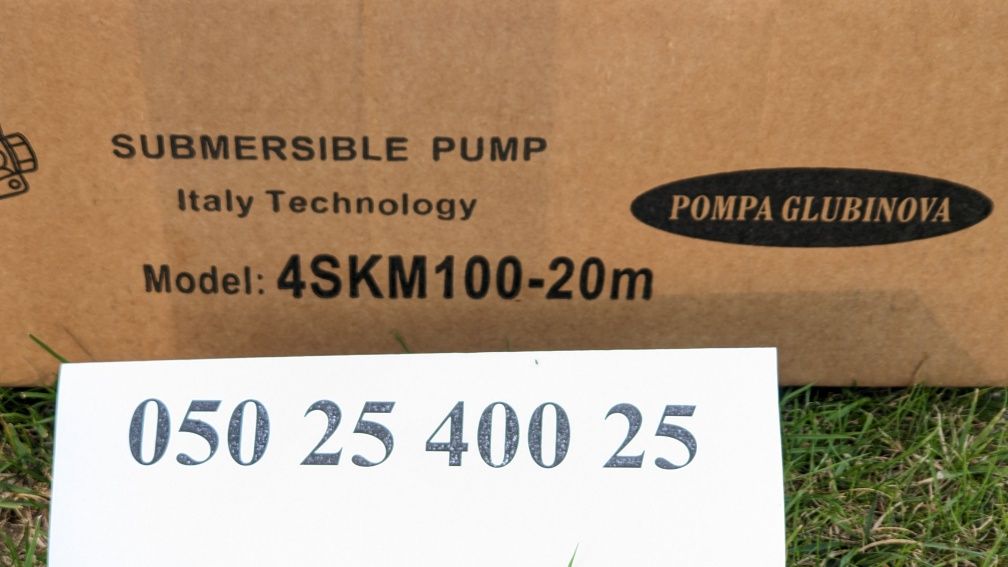 SUBMERSIBLE PUMP
Italy Technology
Model: 4SKM100-20m
POMPA GLUBINOVA
050 25 400 25